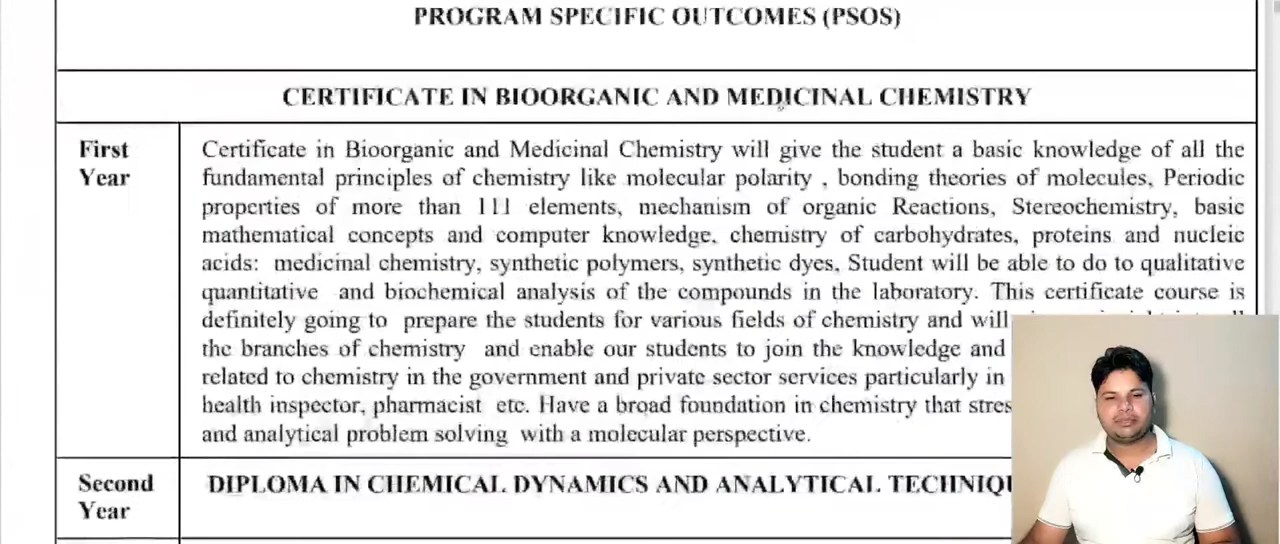 PROGRAM SPECIFIC OUTCOMES (PSOS)
CERTIFICATE IN BIOORGANIC AND MEDICINAL CHEMISTRY
First
Year
Certificate in Bioorganic and Medicinal Chemistry will give the student a basic knowledge of all the
fundamental principles of chemistry like molecular polarity , bonding theories of molecules, Periodic
properties of more than 111 elements, mechanism of organic Reactions, Stereochemistry, basic
mathematical concepts and computer knowledge, chemistry of carbohydrates, proteins and nucleic
acids: medicinal chemistry, synthetic polymers, synthetic dyes, Student will be able to do to qualitative
quantitative and biochemical analysis of the compounds in the laboratory. This certificate course is
definitely going to prepare the students for various fields of chemistry and will
the branches of chemistry and enable our students to join the knowledge and
related to chemistry in the government and private sector services particularly in
health inspector, pharmacist etc. Have a broad foundation in chemistry that stres
and analytical problem solving with a molecular perspective.
Second
Year
DIPLOMA IN CHEMICAL DYNAMICS AND ANALYTICAL TECHNIQU